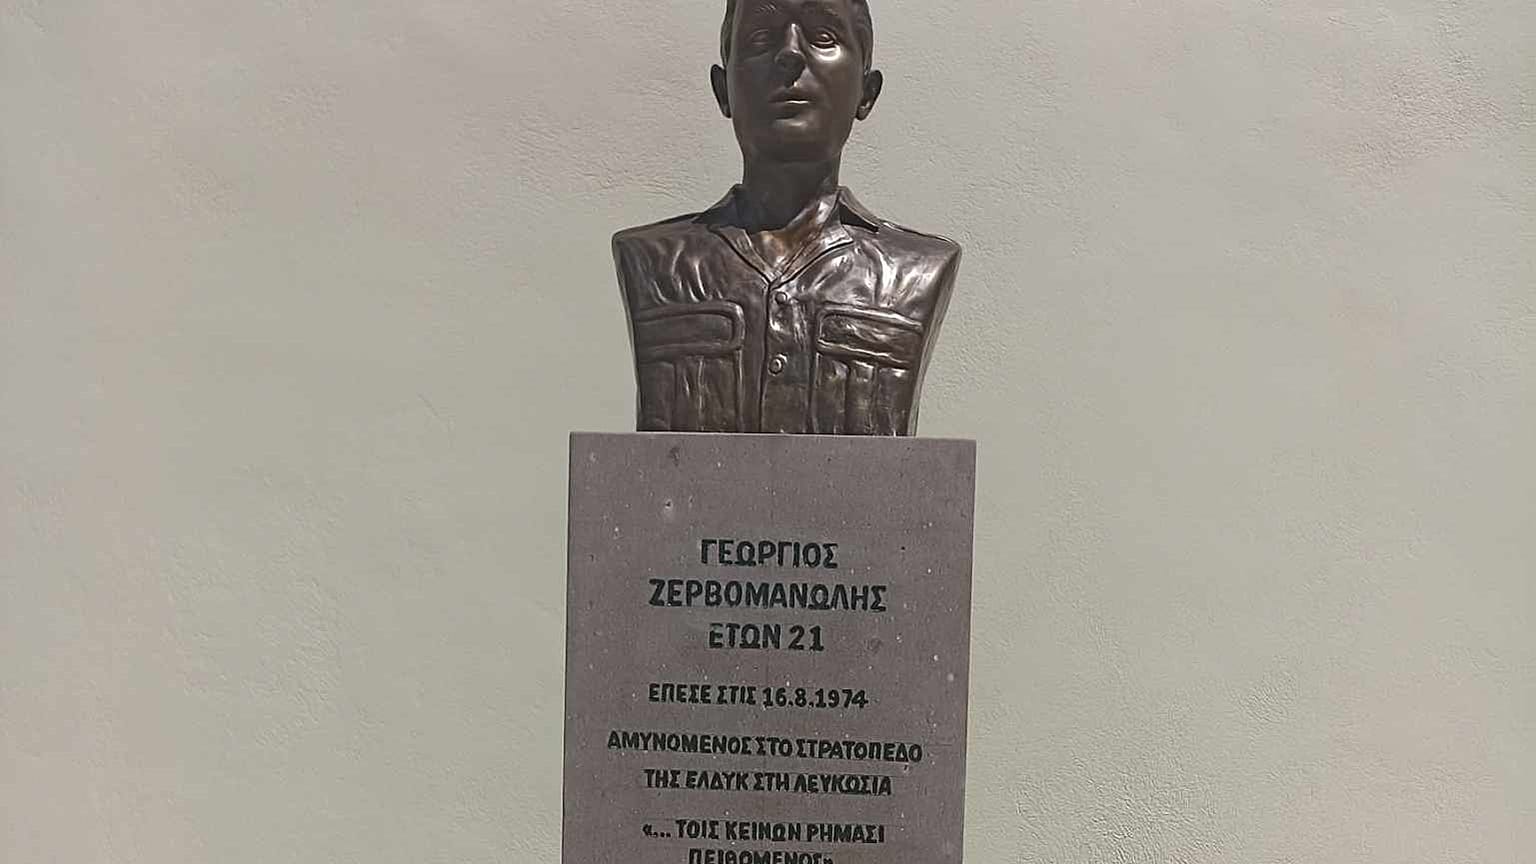 ΓΕΩΡΓΙΟΣ
ΖΕΡΒΟΜΑΝΩΛΗΣ
ΕΤΩΝ 21
ΕΠΕΣΕ ΣΤΙΣ 16.8.1974
ΑΜΥΝΟΜΕΝΟΣ ΣΤΟ ΣΤΡΑΤΟΠΕΔΟ
ΤΗΣ ΕΛΔΥΚ ΣΤΗ ΛΕΥΚΩΣΙΑ
«... ΤΟΙΣ ΚΕΙΝΩΝ ΡΗΜΑΣΙ
ΠΕΙΘΟΜΕΝΟΣ»